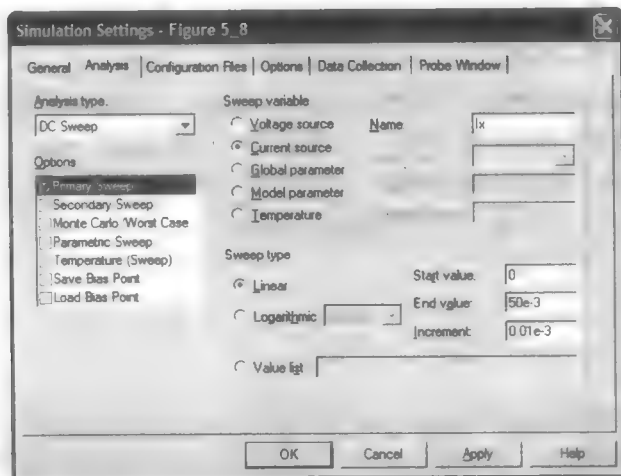 Simulation Settings - Figure 5_8
General Analysis Configuration Files Options Data Collection Probe Window
Analysis type.
DC Sweep
Options
Primary Sweep
Secondary Sweep
Monte Carlo Worst Case
Parametric Sweep
Temperature (Sweep)
Save Bias Point
Load Bias Point
Sweep variable
Voltage source
Current source
Global parameter
Model parameter
Temperature
Name
Ix
Sweep type
Linear
Logarithmic
Value list
Start value: 0
End value: 50e-3
Increment: 0.01e-3
OK Cancel Apply Help